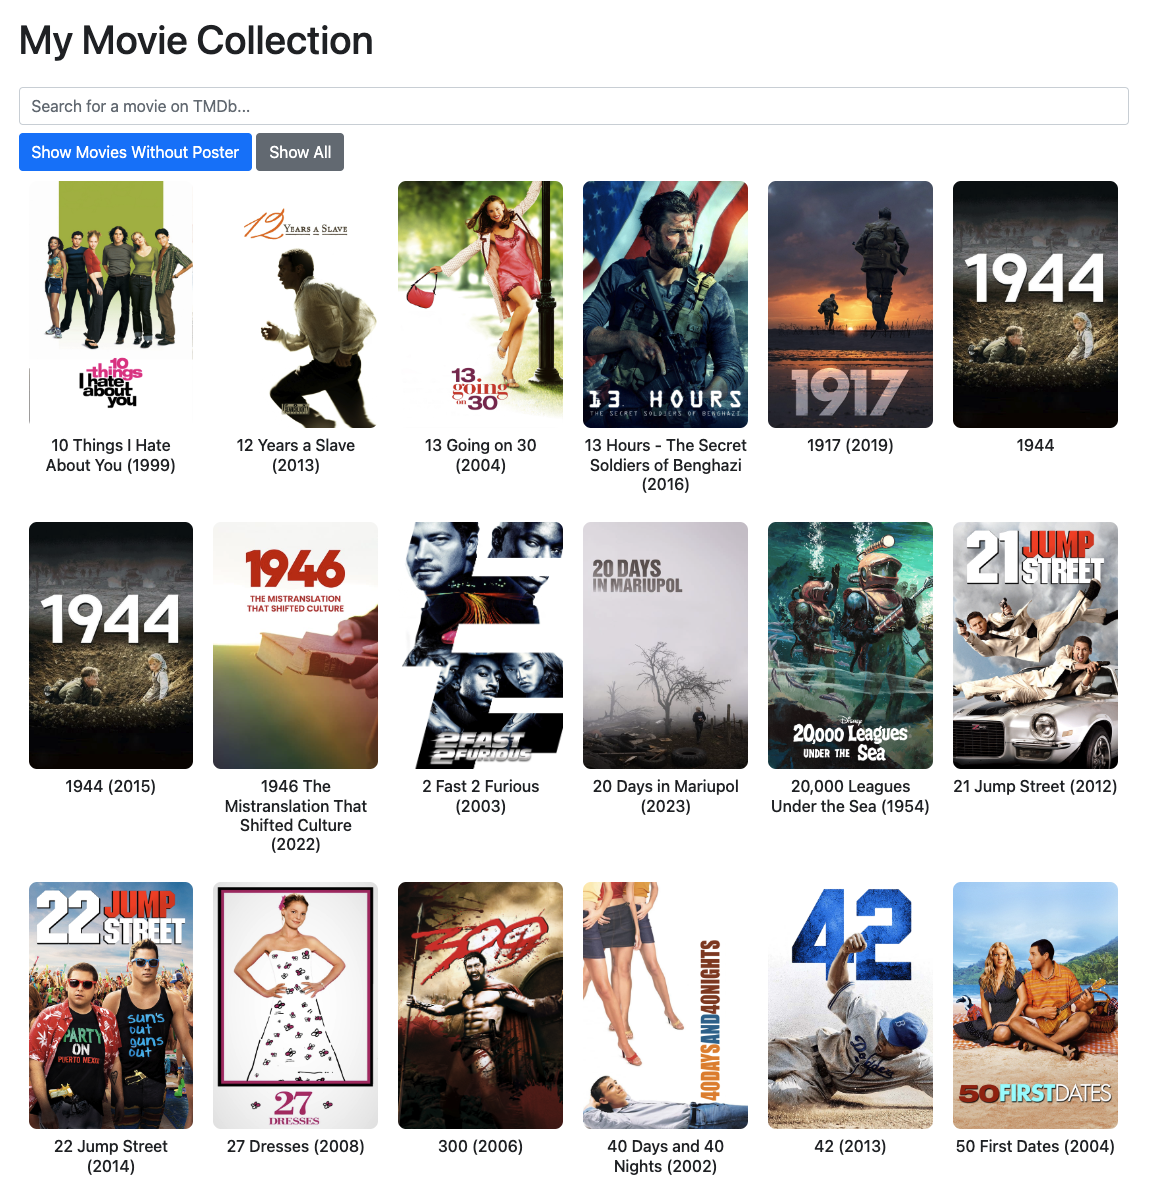 My Movie Collection
Search for a movie on TMDb...
Show Movies Without Poster
Show All
12 YEARS A SLAVE
10
things
I hate
about
you
13
going
on
30
13 HOURS
THE SECRET SOLDIERS OF BENGHAZI
1917
1944
10 Things I Hate
About You (1999)
12 Years a Slave
(2013)
13 Going on 30
(2004)
13 Hours - The Secret
Soldiers of Benghazi
(2016)
1917 (2019)
1944
1944
1946
THE MISTRANSLATION
THAT SHIFTED CULTURE
2FAST
2FURIOUS
20 DAYS
IN MARIUPOL
Disney
20,000 Leagues
UNDER THE Sea
21 JUMP
STREET
1944 (2015)
1946 The
Mistranslation That
Shifted Culture
(2022)
2 Fast 2 Furious
(2003)
20 Days in Mariupol
(2023)
20,000 Leagues
Under the Sea (1954)
21 Jump Street (2012)
22 JUMP
STREET
PARTY
ON
PUERTO MEXICO
SUN'S
OUT
GUNS
OUT
27
DRESSES
300
40DAYSAND40NIGHTS
42
B
Dodgers
50FIRSTDATES
22 Jump Street
(2014)
27 Dresses (2008)
300 (2006)
40 Days and 40
Nights (2002)
42 (2013)
50 First Dates (2004)